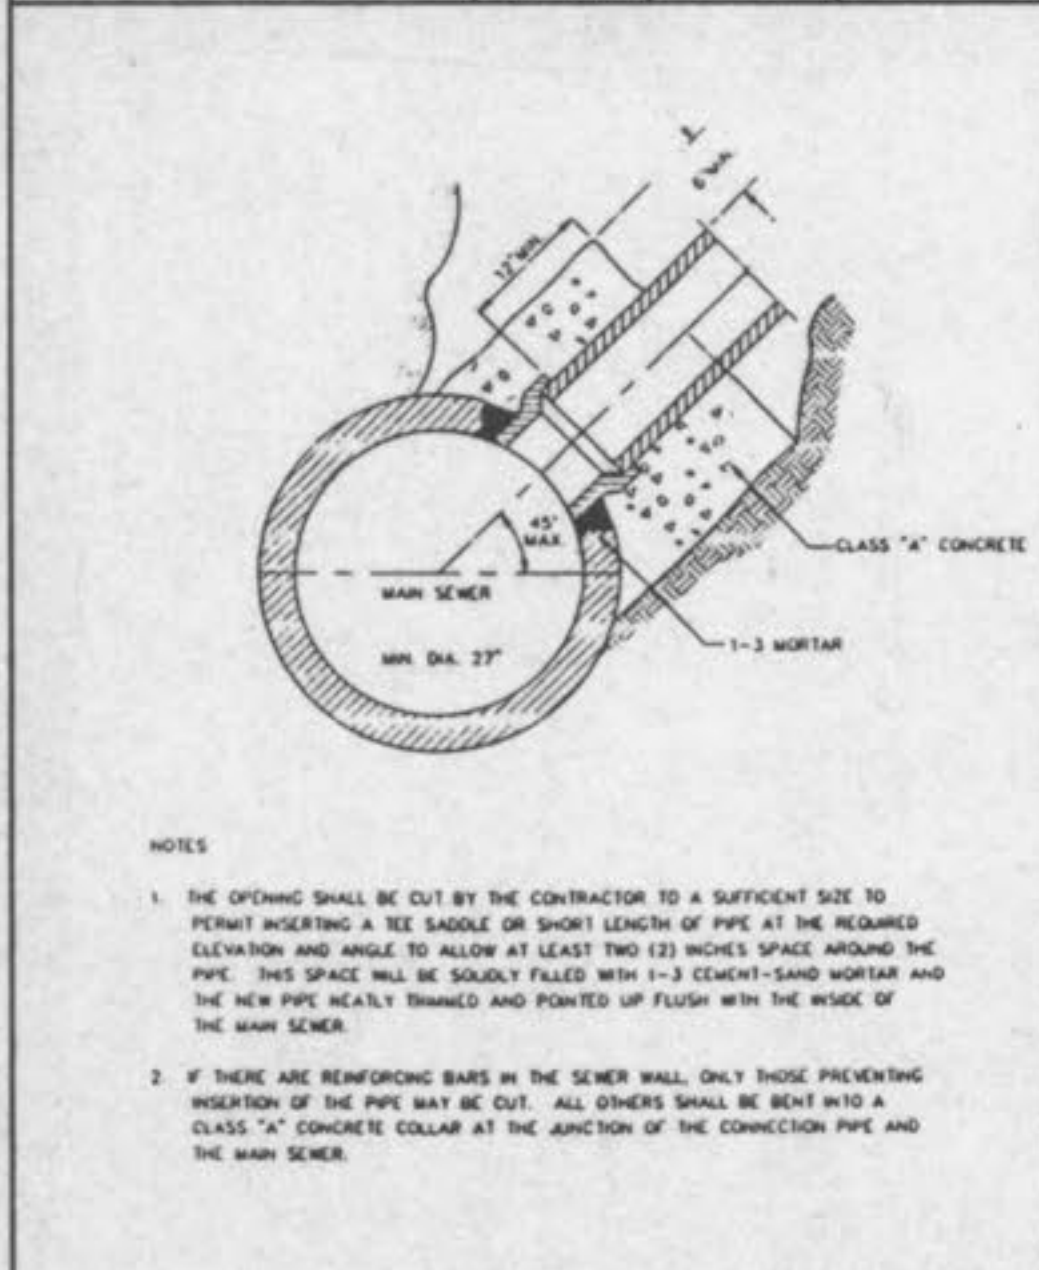 6" MIN.
12" MIN.
45°
MAX.
MAIN SEWER
MIN. DIA. 27"
CLASS "A" CONCRETE
1-3 MORTAR
NOTES
1. THE OPENING SHALL BE CUT BY THE CONTRACTOR TO A SUFFICIENT SIZE TO
PERMIT INSERTING A TEE SADDLE OR SHORT LENGTH OF PIPE AT THE REQUIRED
ELEVATION AND ANGLE TO ALLOW AT LEAST TWO (2) INCHES SPACE AROUND THE
PIPE. THIS SPACE WILL BE SOLIDLY FILLED WITH 1-3 CEMENT-SAND MORTAR AND
THE NEW PIPE NEATLY TRIMMED AND POINTED UP FLUSH WITH THE INSIDE OF
THE MAIN SEWER.
2. IF THERE ARE REINFORCING BARS IN THE SEWER WALL, ONLY THOSE PREVENTING
INSERTION OF THE PIPE MAY BE CUT. ALL OTHERS SHALL BE BENT INTO A
CLASS "A" CONCRETE COLLAR AT THE JUNCTION OF THE CONNECTION PIPE AND
THE MAIN SEWER.